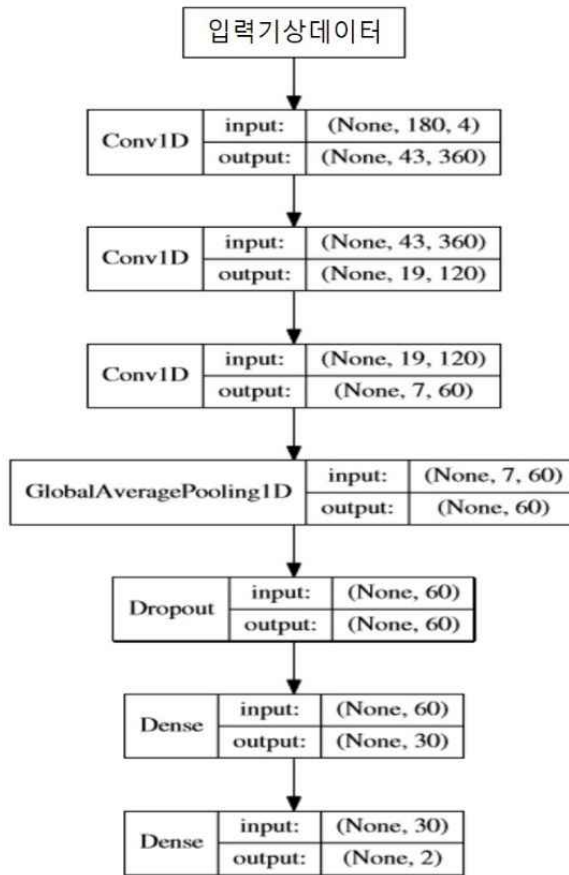 입력기상데이터
Conv1D input: (None, 180, 4)
output: (None, 43, 360)
Conv1D input: (None, 43, 360)
output: (None, 19, 120)
Conv1D input: (None, 19, 120)
output: (None, 7, 60)
GlobalAveragePooling1D input: (None, 7, 60)
output: (None, 60)
Dropout input: (None, 60)
output: (None, 60)
Dense input: (None, 60)
output: (None, 30)
Dense input: (None, 30)
output: (None, 2)